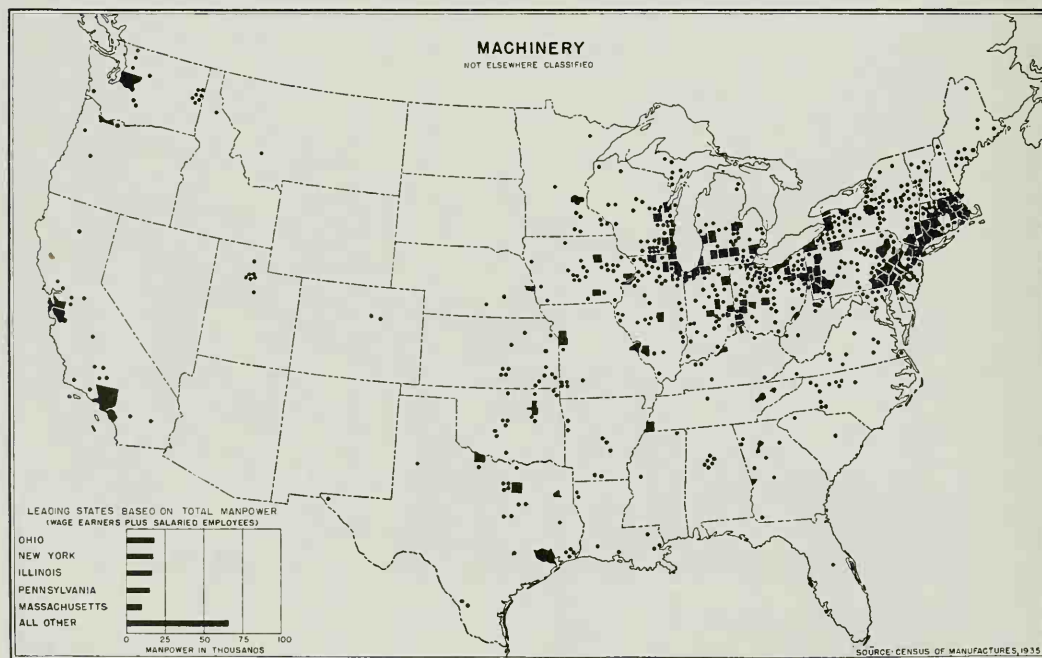 MACHINERY
NOT ELSEWHERE CLASSIFIED
LEADING STATES BASED ON TOTAL MANPOWER
(WAGE EARNERS PLUS SALARIED EMPLOYEES)
OHIO
NEW YORK
ILLINOIS
PENNSYLVANIA
MASSACHUSETTS
ALL OTHER
0 25 50 75 100
MANPOWER IN THOUSANDS
SOURCE: CENSUS OF MANUFACTURES, 1935